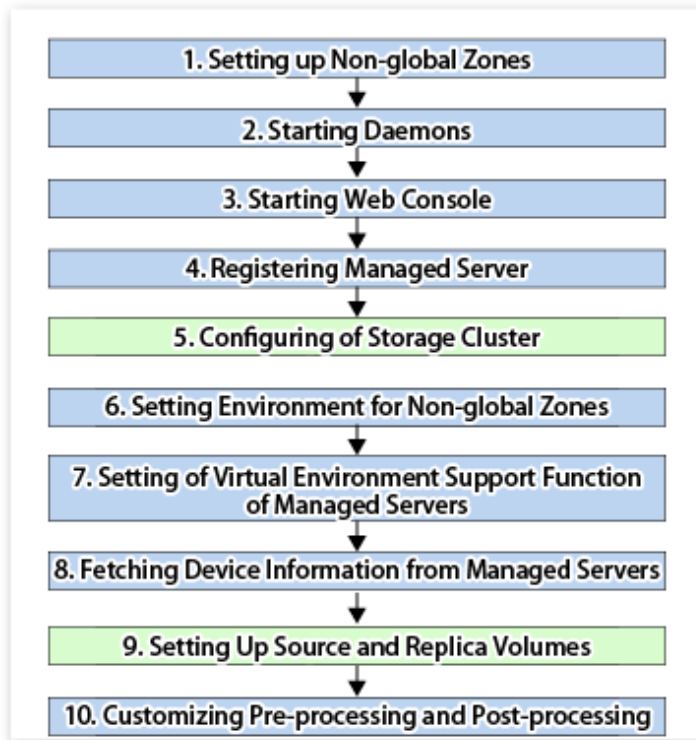 1. Setting up Non-global Zones
2. Starting Daemons
3. Starting Web Console
4. Registering Managed Server
5. Configuring of Storage Cluster
6. Setting Environment for Non-global Zones
7. Setting of Virtual Environment Support Function
of Managed Servers
8. Fetching Device Information from Managed Servers
9. Setting Up Source and Replica Volumes
10. Customizing Pre-processing and Post-processing